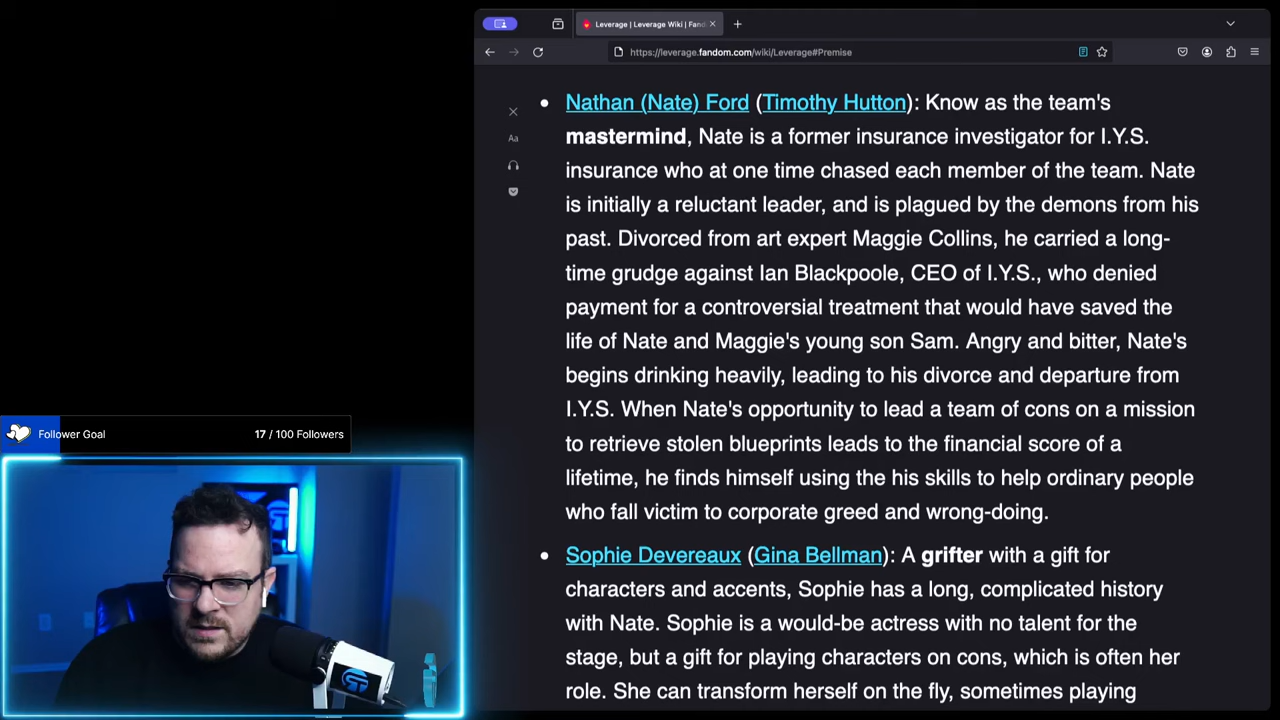 Leverage | Leverage Wiki | Fand
https://leverage.fandom.com/wiki/Leverage#Premise
Aa
• Nathan (Nate) Ford (Timothy Hutton): Know as the team's
mastermind, Nate is a former insurance investigator for I.Y.S.
insurance who at one time chased each member of the team. Nate
is initially a reluctant leader, and is plagued by the demons from his
past. Divorced from art expert Maggie Collins, he carried a long-
time grudge against Ian Blackpoole, CEO of I.Y.S., who denied
payment for a controversial treatment that would have saved the
life of Nate and Maggie's young son Sam. Angry and bitter, Nate's
begins drinking heavily, leading to his divorce and departure from
I.Y.S. When Nate's opportunity to lead a team of cons on a mission
to retrieve stolen blueprints leads to the financial score of a
lifetime, he finds himself using the his skills to help ordinary people
who fall victim to corporate greed and wrong-doing.
• Sophie Devereaux (Gina Bellman): A grifter with a gift for
characters and accents, Sophie has a long, complicated history
with Nate. Sophie is a would-be actress with no talent for the
stage, but a gift for playing characters on cons, which is often her
role. She can transform herself on the fly, sometimes playing
Follower Goal
17 / 100 Followers